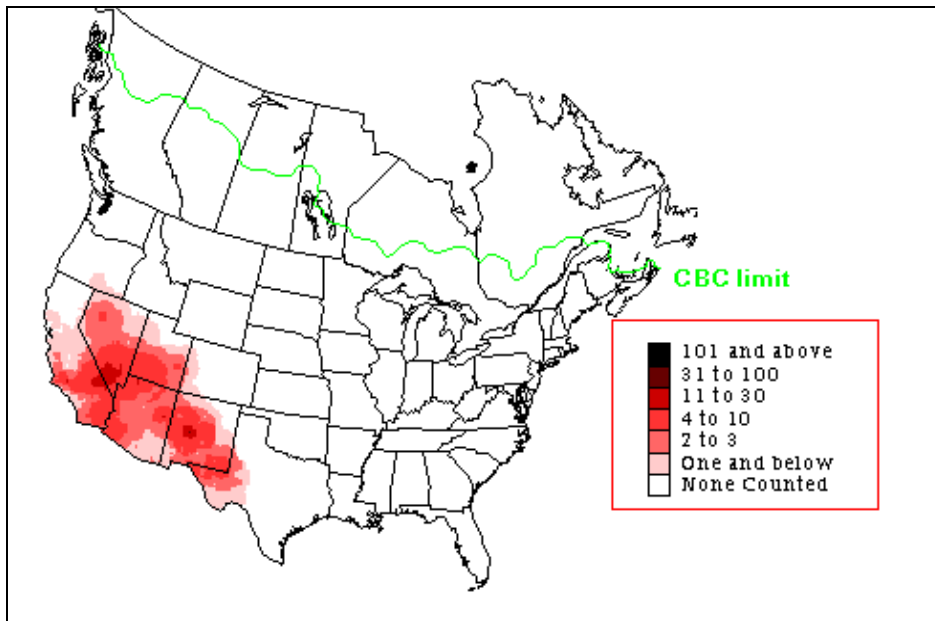 CBC limit
101 and above
31 to 100
11 to 30
4 to 10
2 to 3
One and below
None Counted